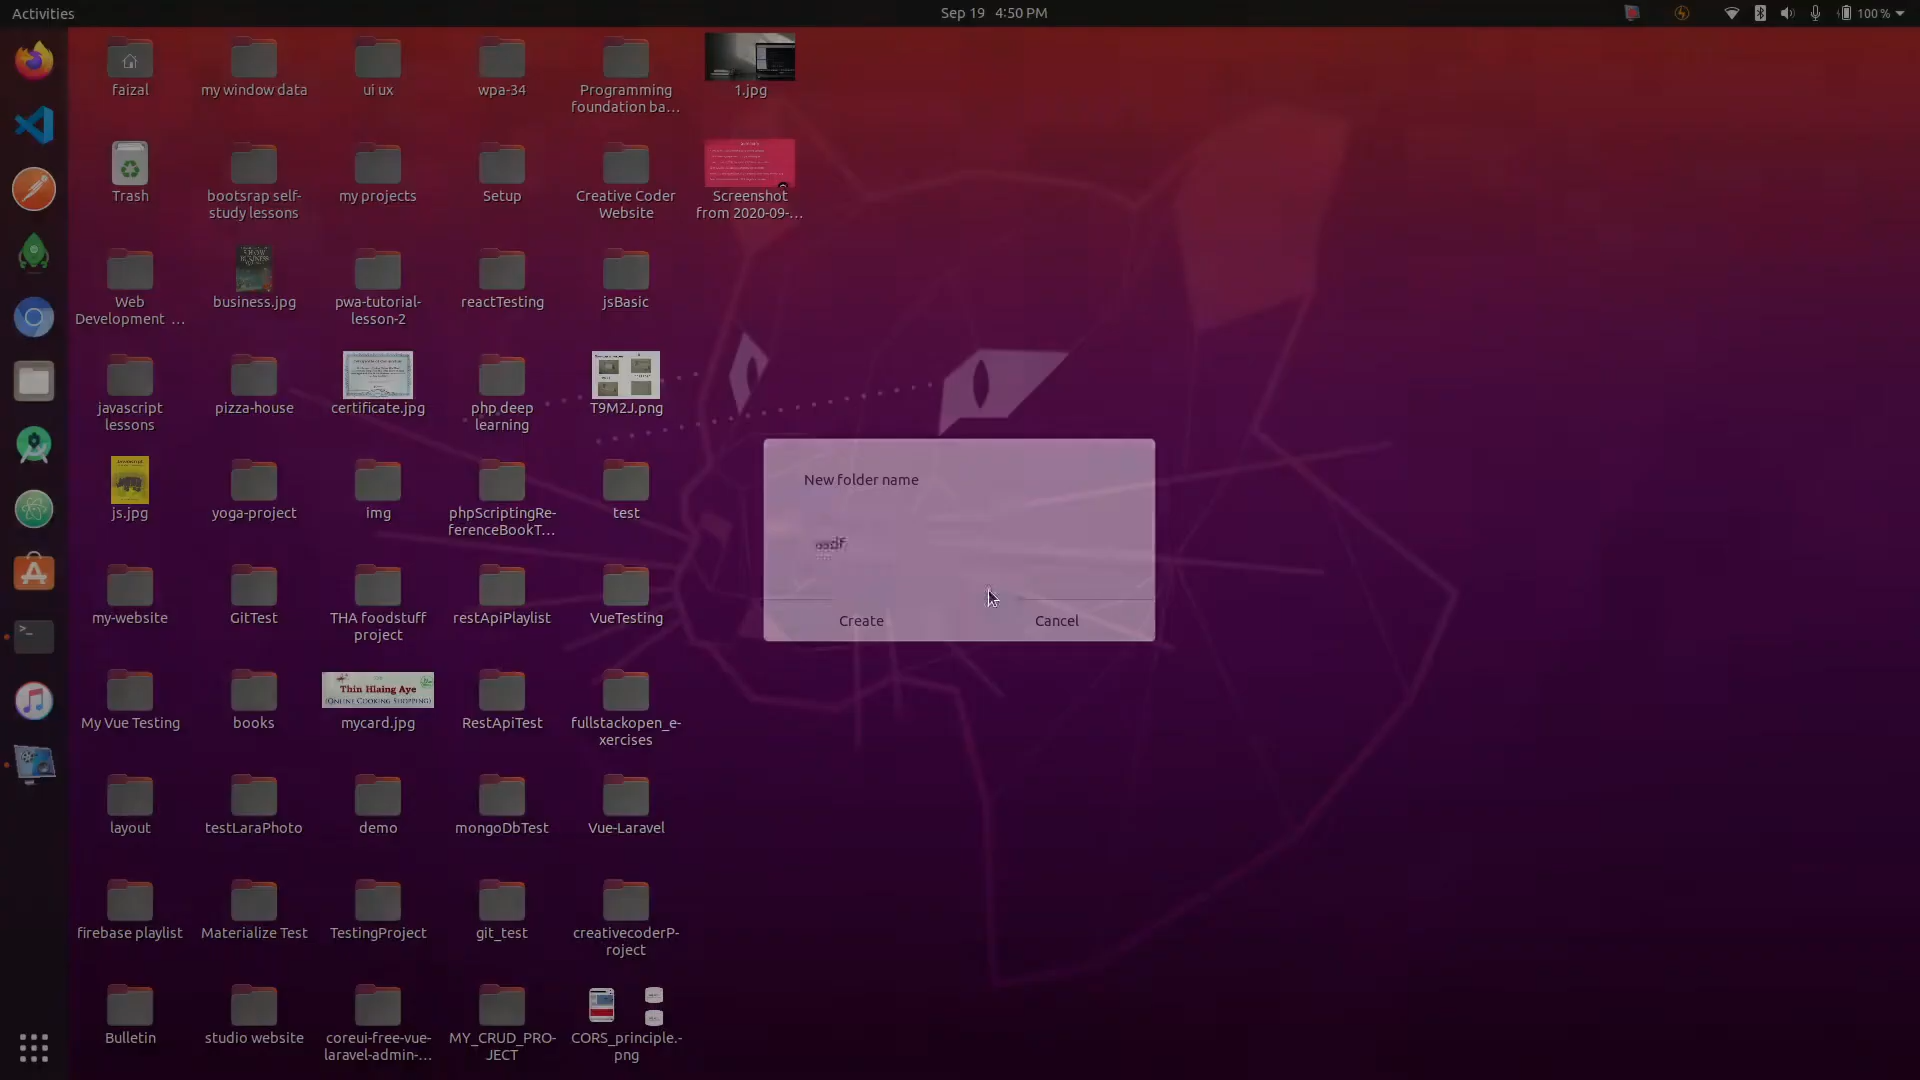 Activities
Sep 19 4:50 PM
100 %
faizal
my window data
ui ux
wpa-34
Programming
foundation ba...
1.jpg
Trash
bootsrap self-
study lessons
my projects
Setup
Creative Coder
Website
Screenshot
from 2020-09-...
Web
Development ...
business.jpg
pwa-tutorial-
lesson-2
reactTesting
jsBasic
javascript
lessons
pizza-house
certificate.jpg
php deep
learning
T9M2J.png
New folder name
js.jpg
yoga-project
img
phpScriptingRe-
ferenceBookT...
test
my-website
GitTest
THA foodstuff
project
restApiPlaylist
VueTesting
Create
Cancel
Thin Hlaing Aye
(Online Cooking Shopping)
My Vue Testing
books
mycard.jpg
RestApiTest
fullstackopen_e-
xercises
layout
testLaraPhoto
demo
mongoDbTest
Vue-Laravel
firebase playlist
Materialize Test
TestingProject
git_test
creativecoderP-
roject
Bulletin
studio website
coreui-free-vue-
laravel-admin-...
MY_CRUD_PRO-
JECT
CORS_principle.-
png